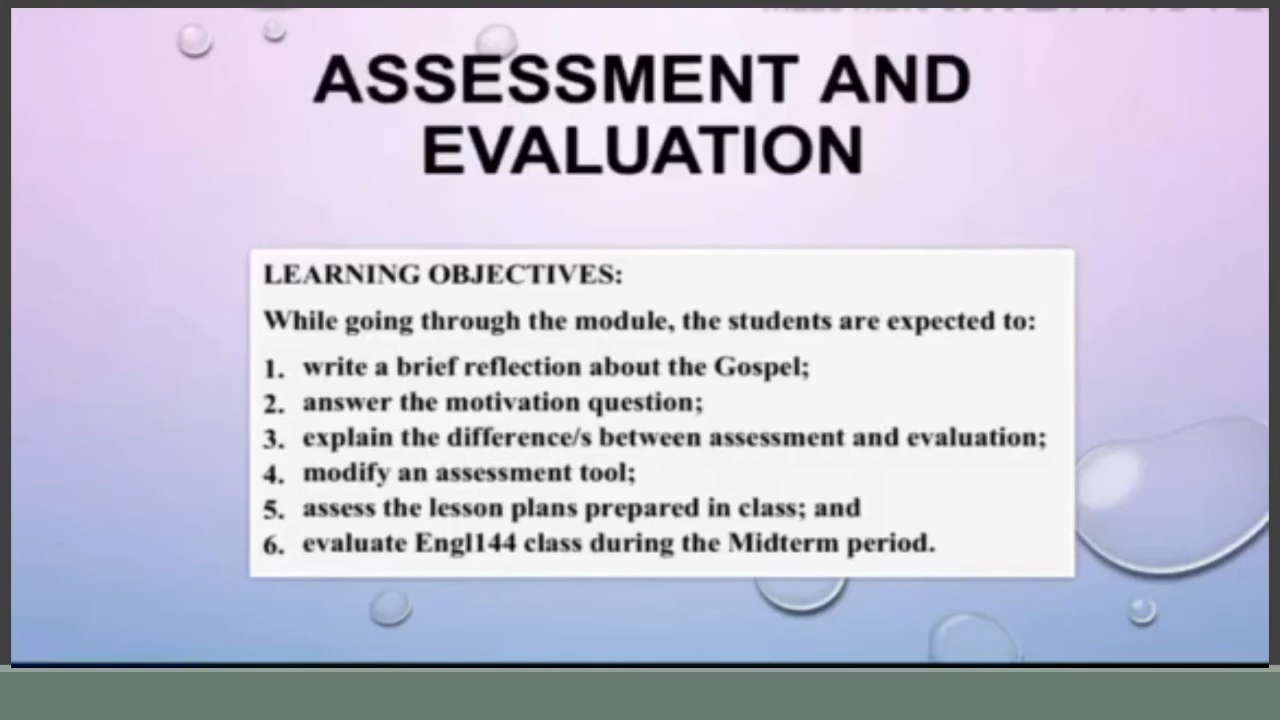 ASSESSMENT AND
EVALUATION
LEARNING OBJECTIVES:
While going through the module, the students are expected to:
1. write a brief reflection about the Gospel;
2. answer the motivation question;
3. explain the difference/s between assessment and evaluation;
4. modify an assessment tool;
5. assess the lesson plans prepared in class; and
6. evaluate Engl144 class during the Midterm period.